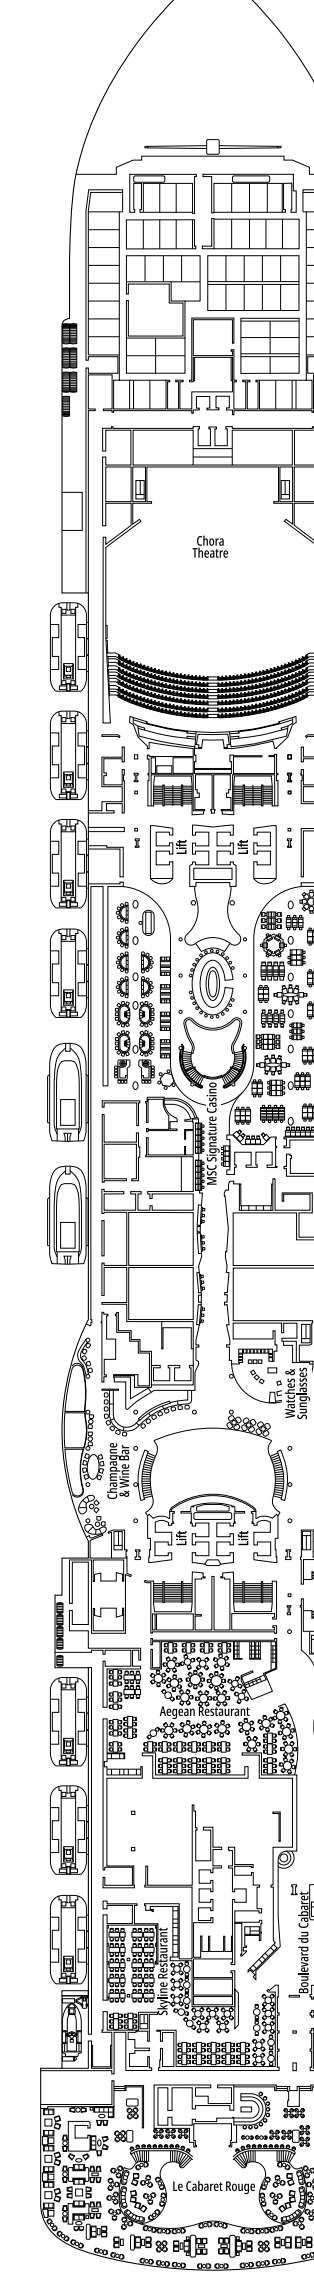 Chora
Theatre
Lift
Lift
MSC Signature Casino
Watches &
Sunglasses
Champagne
& Wine Bar
Lift
Lift
Aegean Restaurant
Boulevard du Cabaret
Skyline Restaurant
Le Cabaret Rouge